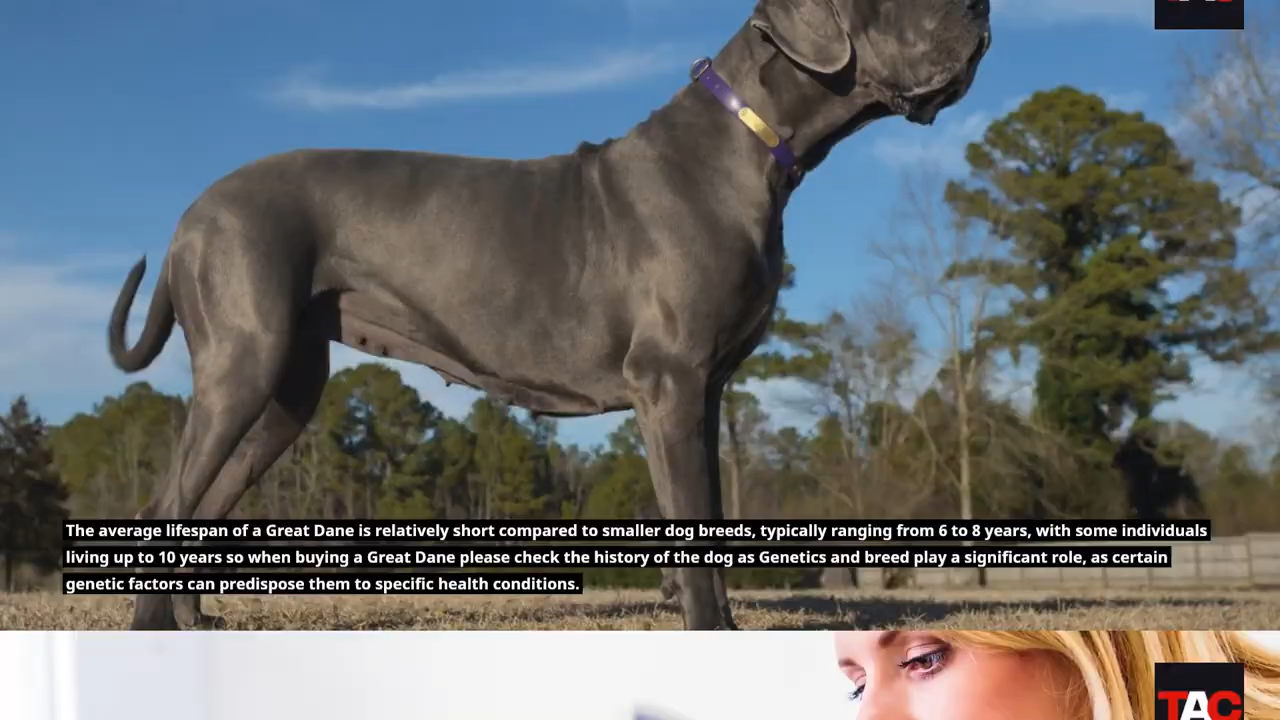 The average lifespan of a Great Dane is relatively short compared to smaller dog breeds, typically ranging from 6 to 8 years, with some individuals
living up to 10 years so when buying a Great Dane please check the history of the dog as Genetics and breed play a significant role, as certain
genetic factors can predispose them to specific health conditions.
TAC